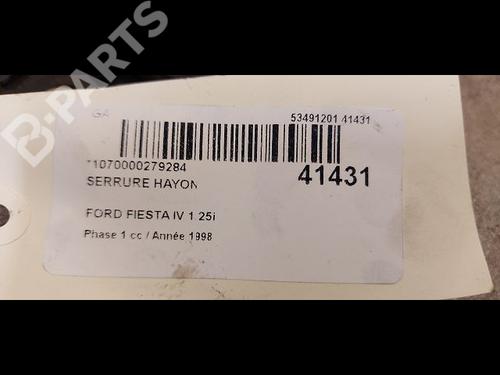 B-PARTS
GA 53491201 41431
*1070000279284
SERRURE HAYON 41431
FORD FIESTA IV 1.25i
Phase 1 cc / Année 1998